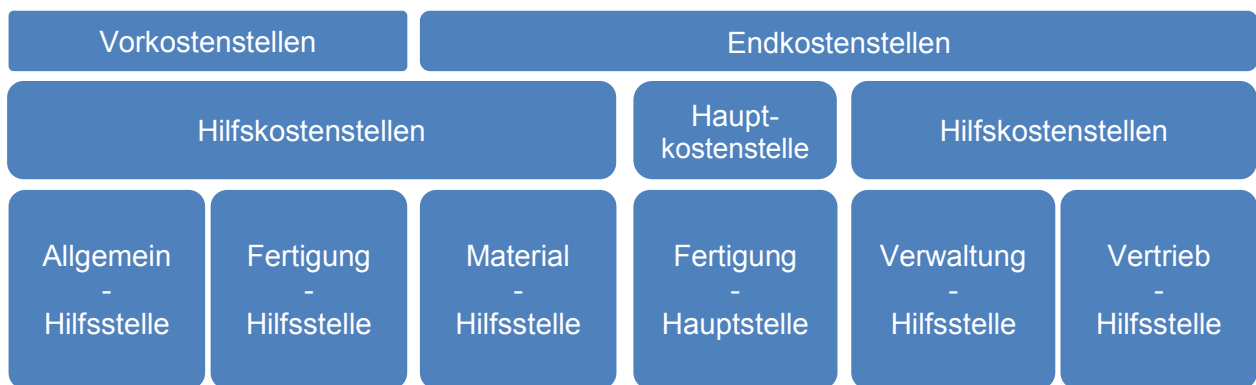 Vorkostenstellen
Endkostenstellen
Hilfskostenstellen
Haupt-
kostenstelle
Hilfskostenstellen
Allgemein
-
Hilfsstelle
Fertigung
-
Hilfsstelle
Material
-
Hilfsstelle
Fertigung
-
Hauptstelle
Verwaltung
-
Hilfsstelle
Vertrieb
-
Hilfsstelle